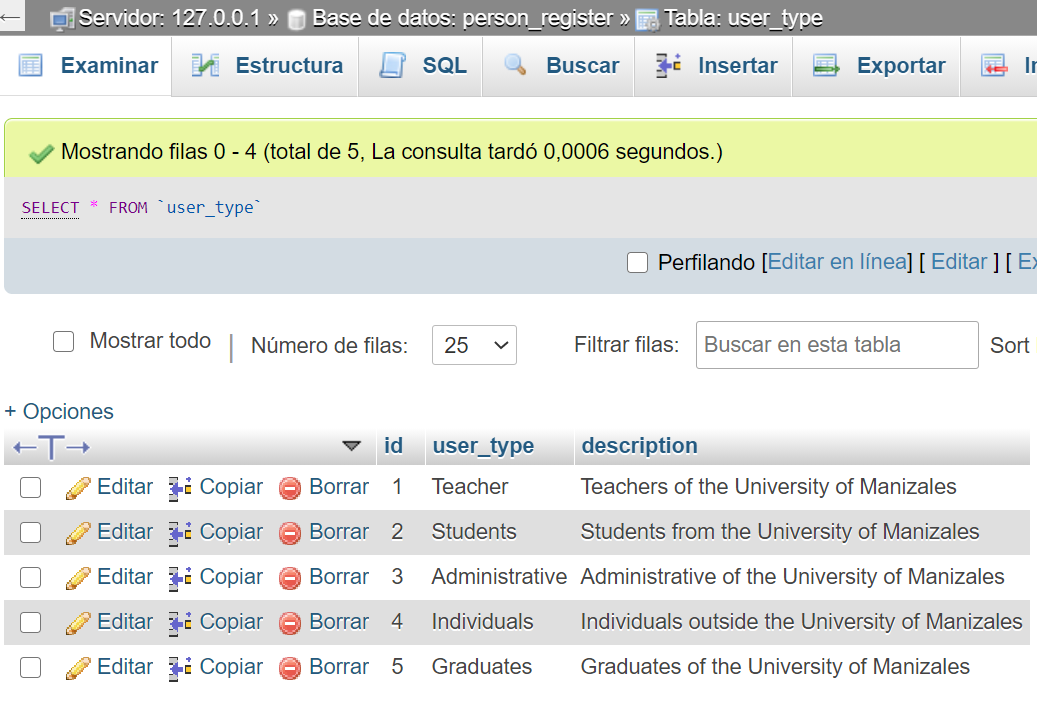 Servidor: 127.0.0.1 » Base de datos: person_register » Tabla: user_type
Examinar Estructura SQL Buscar Insertar Exportar
Mostrando filas 0 - 4 (total de 5, La consulta tardó 0,0006 segundos.)
SELECT * FROM `user_type`
Perfilando [Editar en línea] [ Editar ] [
Mostrar todo | Número de filas: 25 Filtrar filas: Buscar en esta tabla Sort
+ Opciones
←T→ id user_type description
Editar Copiar Borrar 1 Teacher Teachers of the University of Manizales
Editar Copiar Borrar 2 Students Students from the University of Manizales
Editar Copiar Borrar 3 Administrative Administrative of the University of Manizales
Editar Copiar Borrar 4 Individuals Individuals outside the University of Manizales
Editar Copiar Borrar 5 Graduates Graduates of the University of Manizales